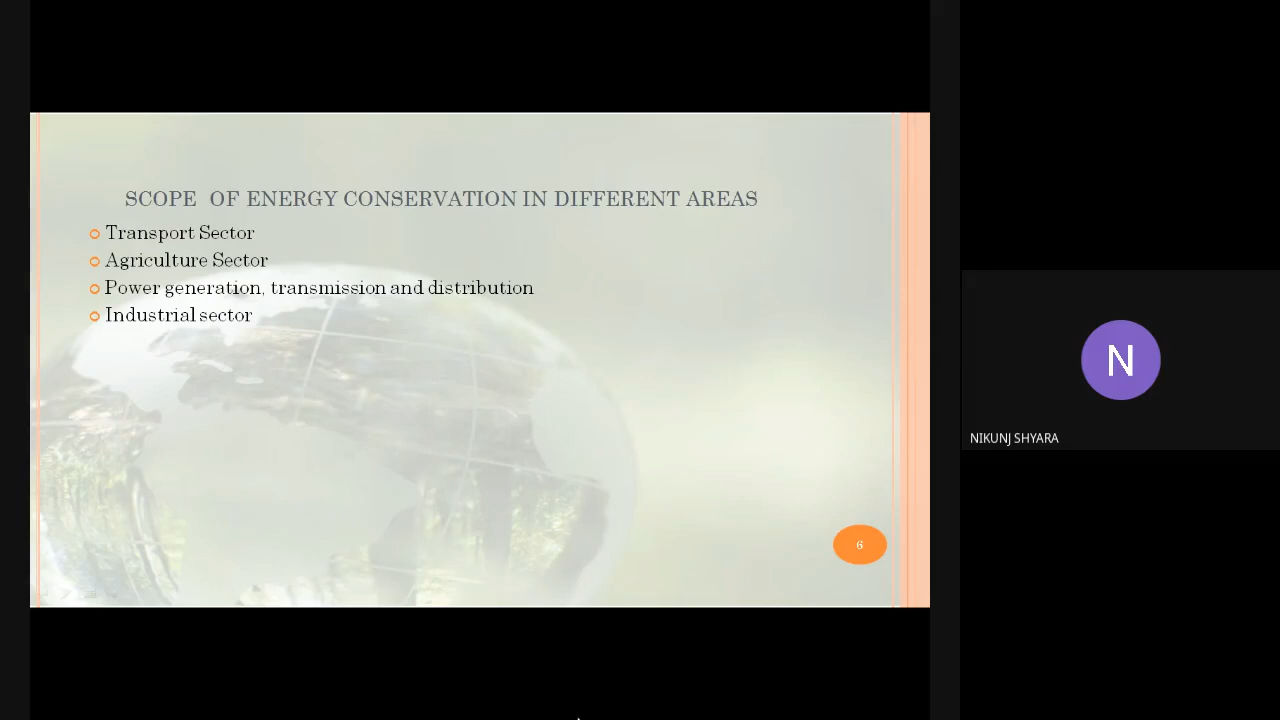 SCOPE OF ENERGY CONSERVATION IN DIFFERENT AREAS
Transport Sector
Agriculture Sector
Power generation, transmission and distribution
Industrial sector
6
N
NIKUNJ SHYARA